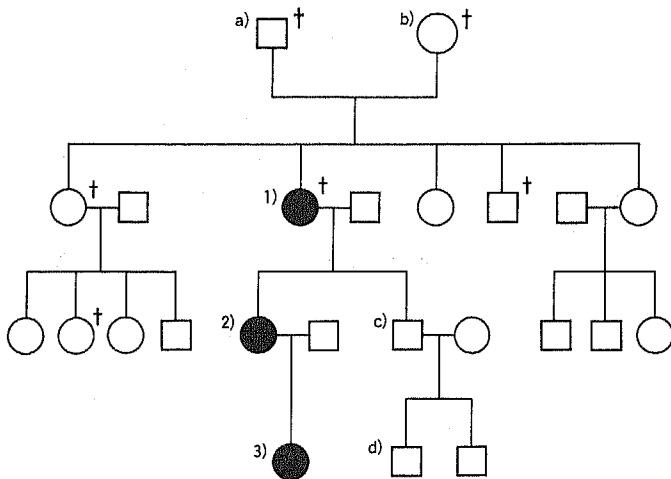 a) † b) †
† 1) † †
† 2) c)
3) d)